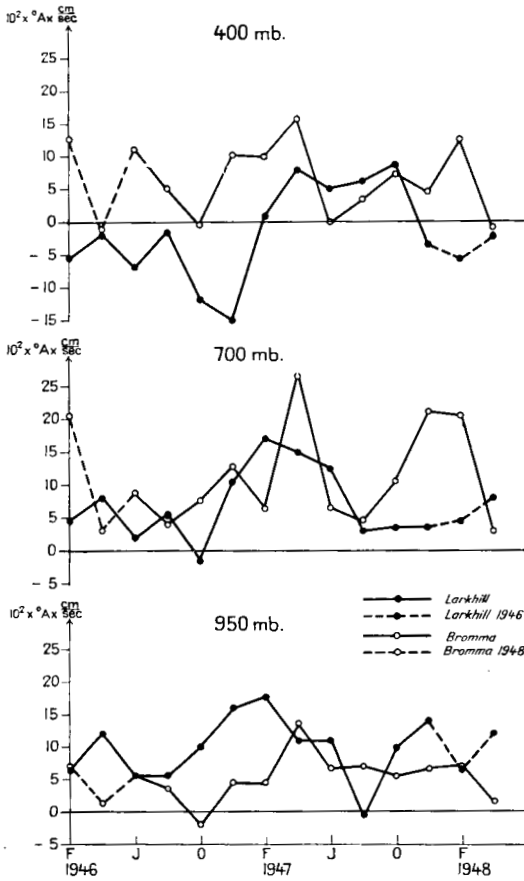 10² x °A x cm/sec
400 mb.
25
20
15
10
5
0
- 5
-10
-15
10² x °A x cm/sec
700 mb.
25
20
15
10
5
0
- 5
10² x °A x cm/sec
950 mb.
Larkhill
Larkhill 1946
Bromma
Bromma 1948
25
20
15
10
5
0
-5
F J O F J O F
1946 1947 1948